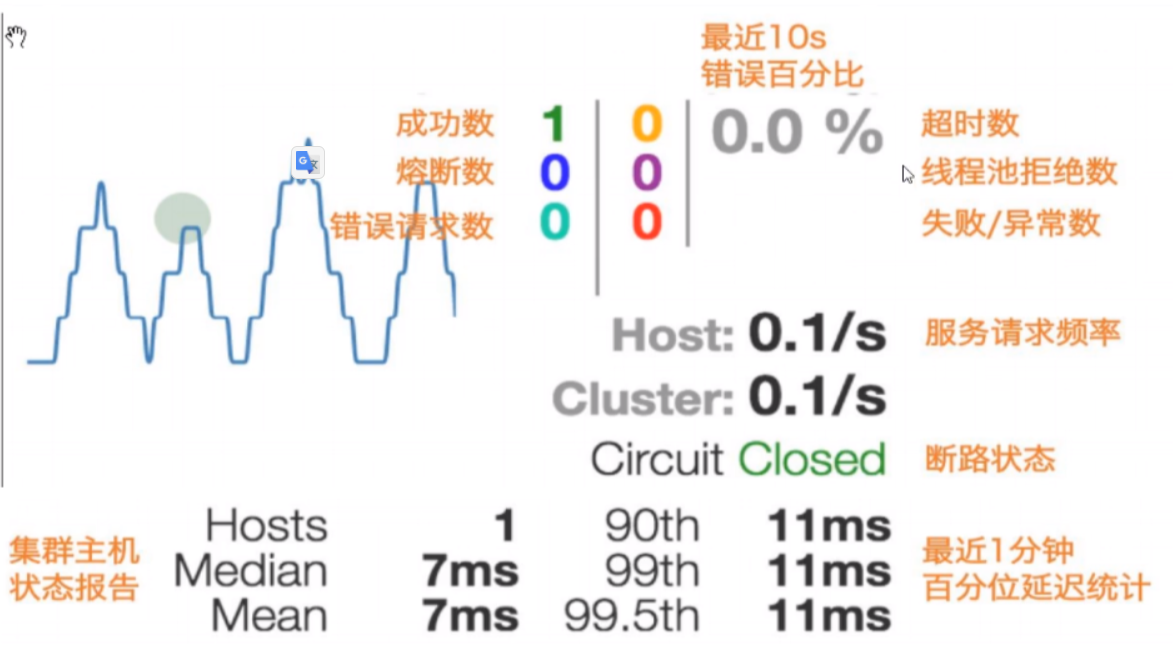 最近10s
错误百分比
成功数 1 0 0.0 % 超时数
熔断数 0 0 线程池拒绝数
错误请求数 0 0 失败/异常数
Host: 0.1/s 服务请求频率
Cluster: 0.1/s
Circuit Closed 断路状态
集群主机
状态报告
Hosts 1 90th 11ms
Median 7ms 99th 11ms
Mean 7ms 99.5th 11ms
最近1分钟
百分位延迟统计